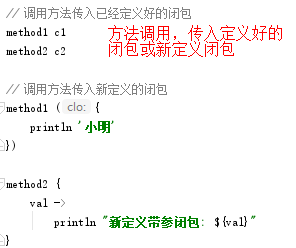 // 调用方法传入已经定义好的闭包
method1 c1
方法调用，传入定义好的
method2 c2
闭包或新定义闭包
// 调用方法传入新定义的闭包
method1 ( clo: {
println '小明'
})
method2 {
val ->
println "新定义带参闭包: ${val}"
}